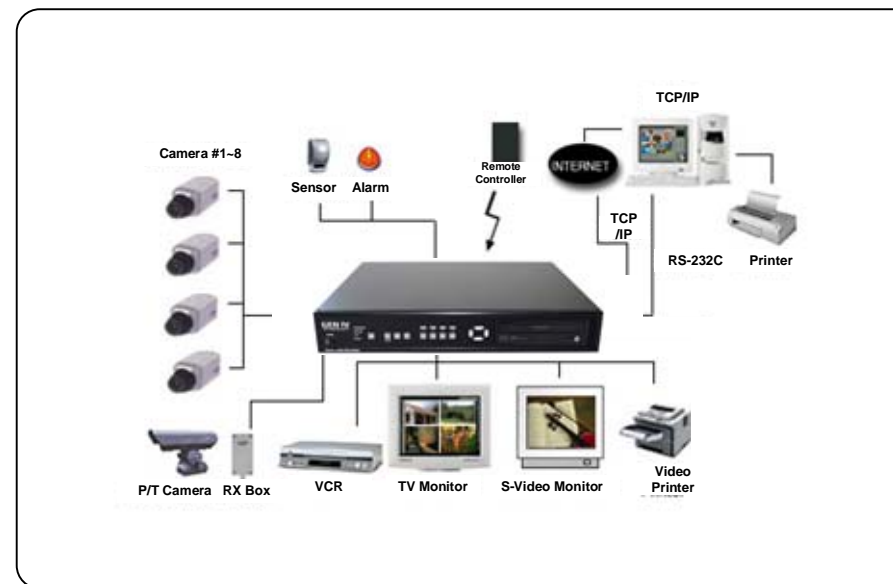 TCP/IP
Camera #1~8
Sensor
Alarm
Remote
Controller
INTERNET
TCP
/IP
RS-232C
Printer
P/T Camera
RX Box
VCR
TV Monitor
S-Video Monitor
Video
Printer